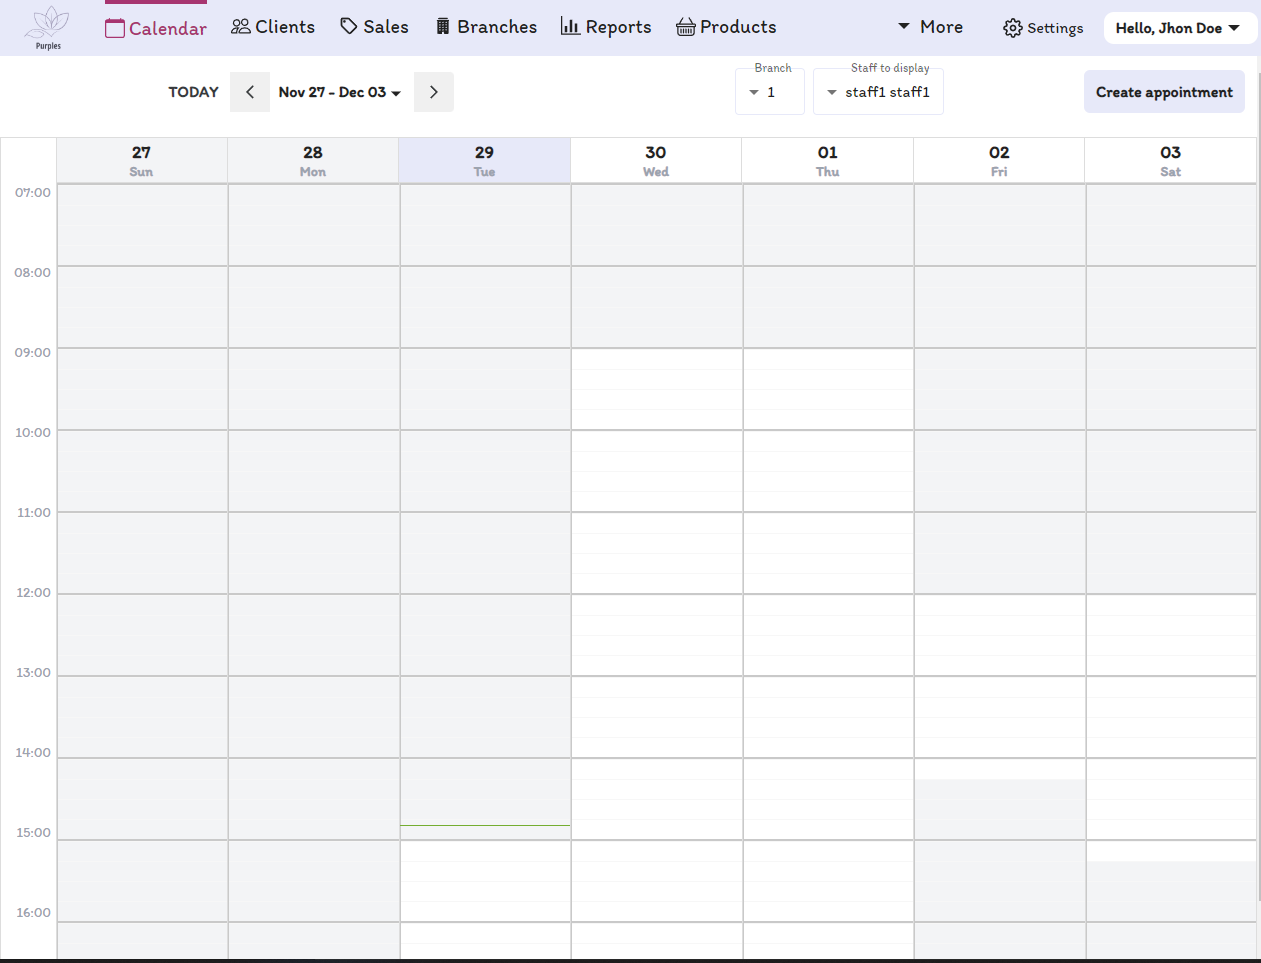 Purples
Calendar Clients Sales Branches Reports Products More Settings Hello, Jhon Doe
TODAY Nov 27 - Dec 03 Branch 1 Staff to display staff1 staff1 Create appointment
27 28 29 30 01 02 03
Sun Mon Tue Wed Thu Fri Sat
07:00
08:00
09:00
10:00
11:00
12:00
13:00
14:00
15:00
16:00